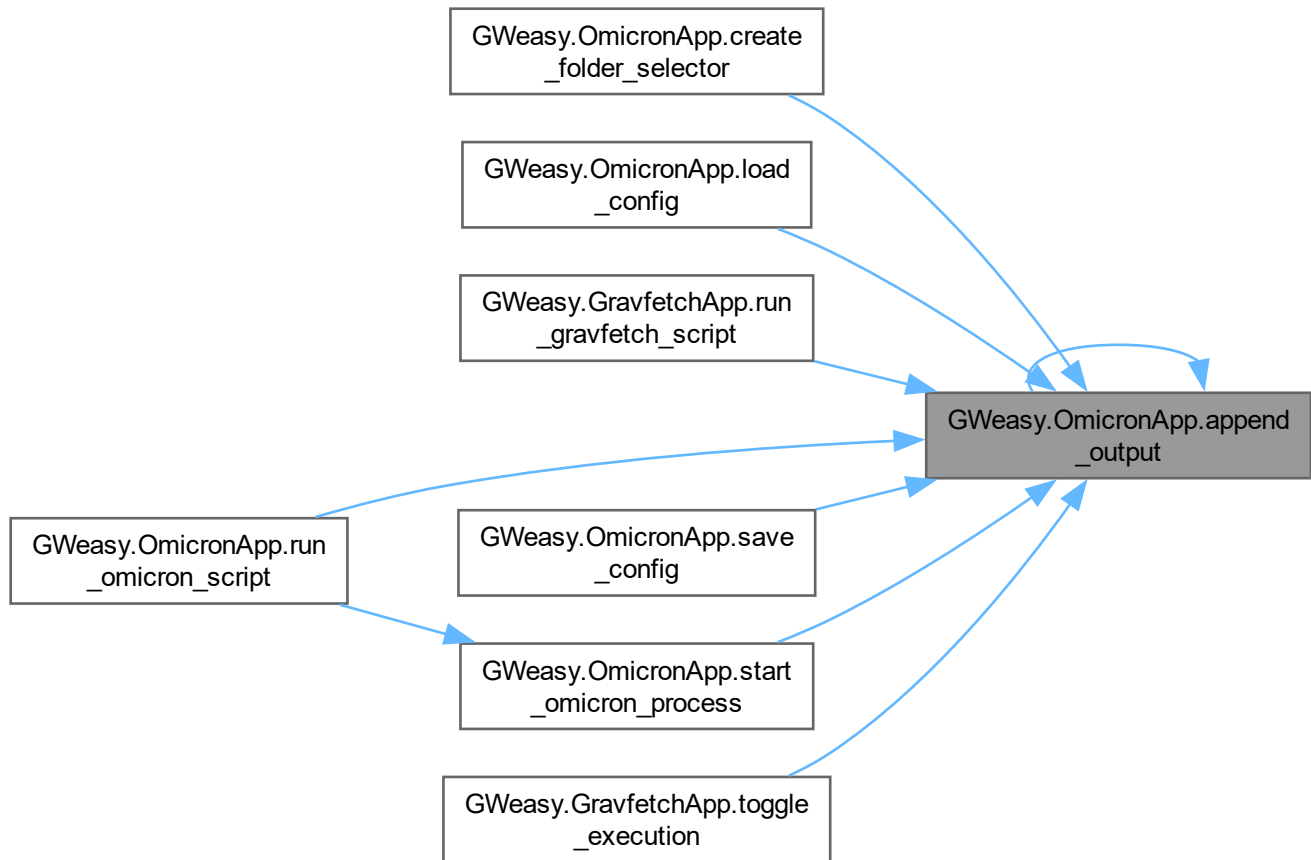 GWeasy.OmicronApp.create
_folder_selector
GWeasy.OmicronApp.load
_config
GWeasy.GravfetchApp.run
_gravfetch_script
GWeasy.OmicronApp.append
_output
GWeasy.OmicronApp.run
_omicron_script
GWeasy.OmicronApp.save
_config
GWeasy.OmicronApp.start
_omicron_process
GWeasy.GravfetchApp.toggle
_execution